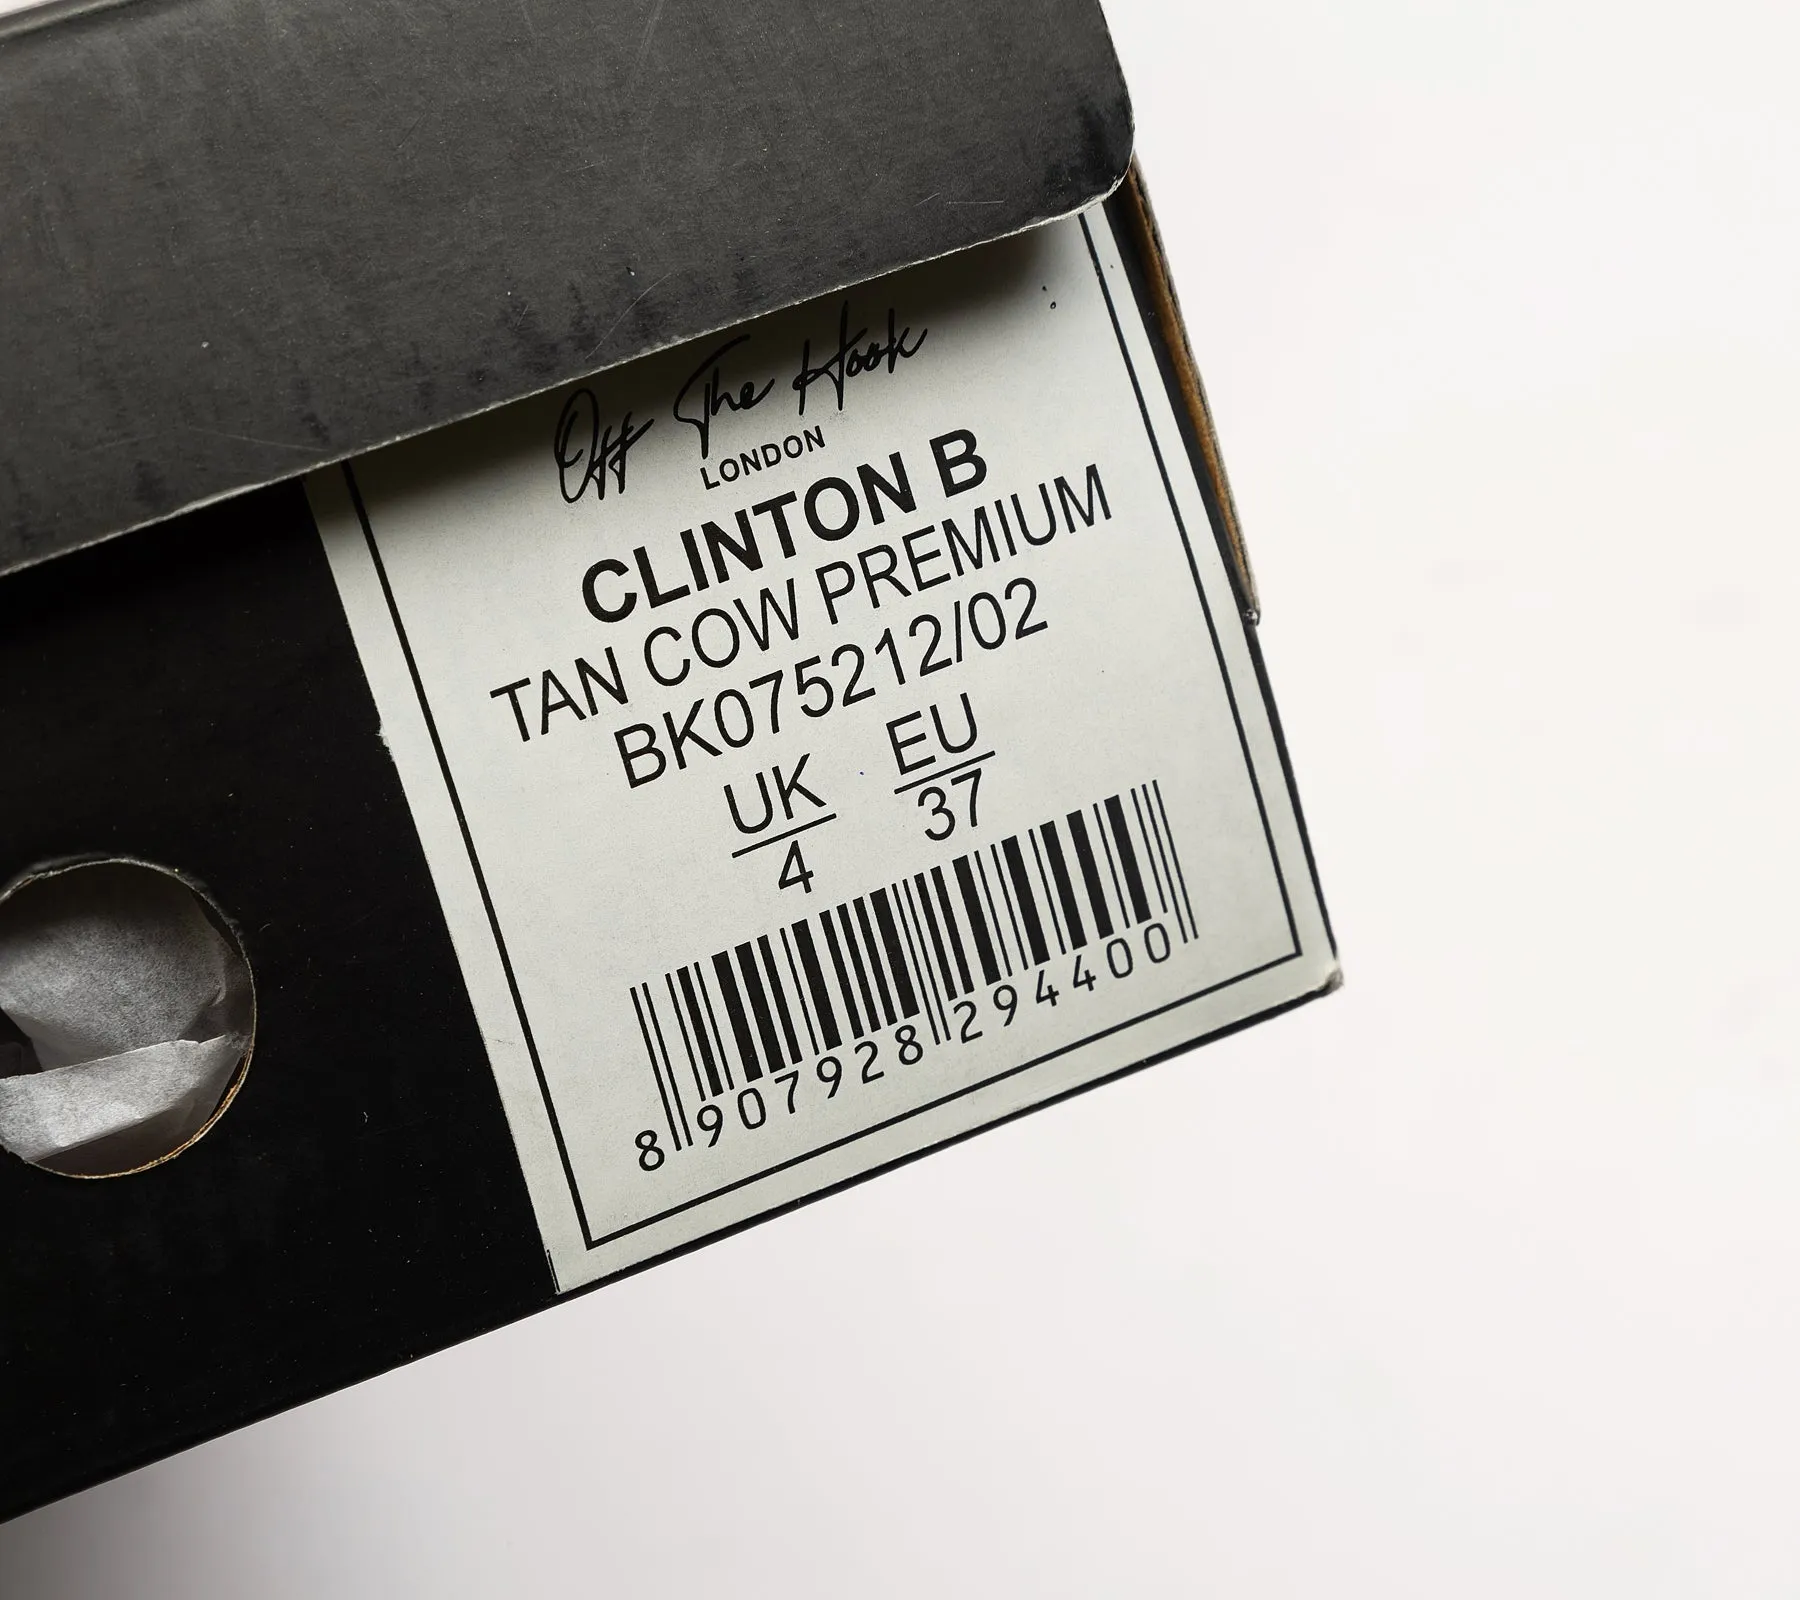 Off The Hook
LONDON
CLINTON B
TAN COW PREMIUM
BK075212/02
UK EU
4 37
8 907928 294400